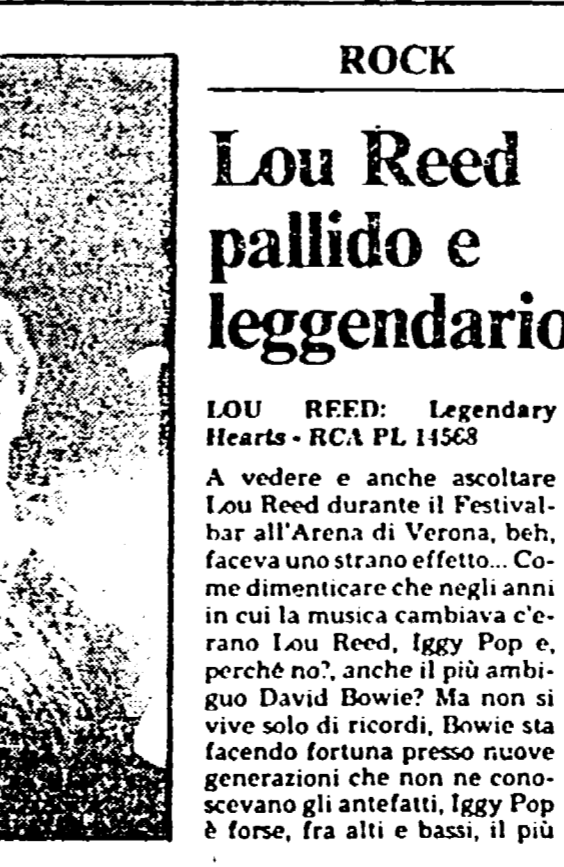 ROCK
Lou Reed
pallido e
leggendario
LOU REED: Legendary
Hearts - RCA PL 14568
A vedere e anche ascoltare
Lou Reed durante il Festival-
bar all'Arena di Verona, beh,
faceva uno strano effetto... Co-
me dimenticare che negli anni
in cui la musica cambiava c'e-
rano Lou Reed, Iggy Pop e,
perchè no?, anche il più ambi-
guo David Bowie? Ma non si
vive solo di ricordi, Bowie sta
facendo fortuna presso nuove
generazioni che non ne cono-
scevano gli antefatti, Iggy Pop
è forse, fra alti e bassi, il più